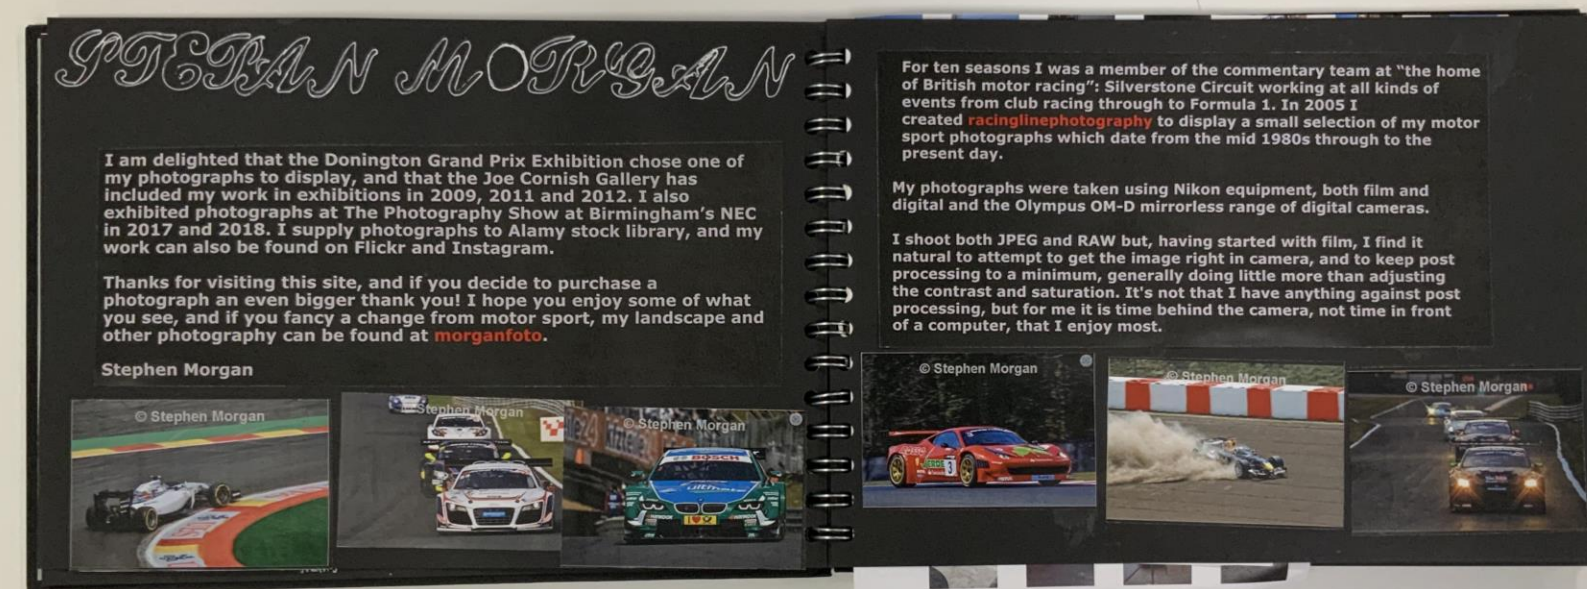 STEPAN MORGAN
I am delighted that the Donington Grand Prix Exhibition chose one of
my photographs to display, and that the Joe Cornish Gallery has
included my work in exhibitions in 2009, 2011 and 2012. I also
exhibited photographs at The Photography Show at Birmingham's NEC
in 2017 and 2018. I supply photographs to Alamy stock library, and my
work can also be found on Flickr and Instagram.
Thanks for visiting this site, and if you decide to purchase a
photograph an even bigger thank you! I hope you enjoy some of what
you see, and if you fancy a change from motor sport, my landscape and
other photography can be found at morganfoto.
Stephen Morgan
© Stephen Morgan
© Stephen Morgan
© Stephen Morgan
BOSCH
ultimate
For ten seasons I was a member of the commentary team at "the home
of British motor racing": Silverstone Circuit working at all kinds of
events from club racing through to Formula 1. In 2005 I
created racinglinephotography to display a small selection of my motor
sport photographs which date from the mid 1980s through to the
present day.
My photographs were taken using Nikon equipment, both film and
digital and the Olympus OM-D mirrorless range of digital cameras.
I shoot both JPEG and RAW but, having started with film, I find it
natural to attempt to get the image right in camera, and to keep post
processing to a minimum, generally doing little more than adjusting
the contrast and saturation. It's not that I have anything against post
processing, but for me it is time behind the camera, not time in front
of a computer, that I enjoy most.
© Stephen Morgan
3
© Stephen Morgan
© Stephen Morgan